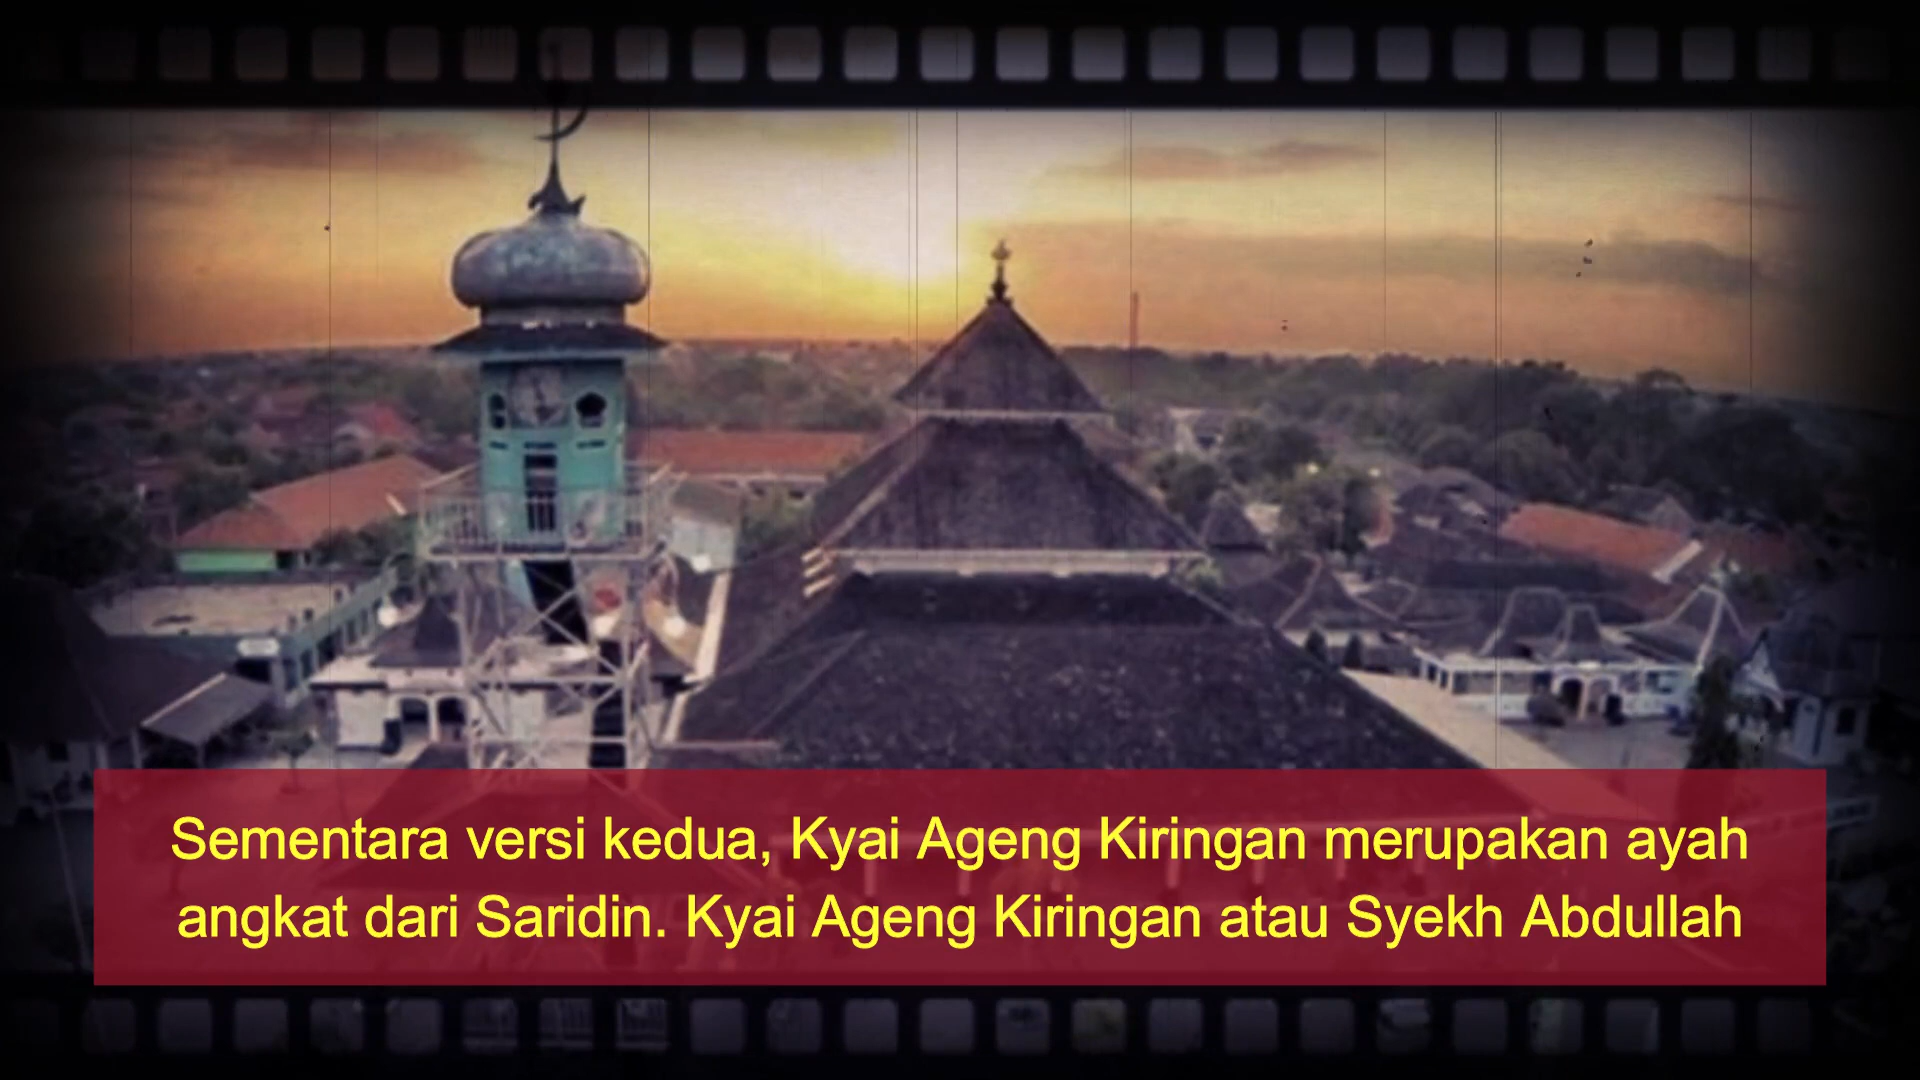 Sementara versi kedua, Kyai Ageng Kiringan merupakan ayah
angkat dari Saridin. Kyai Ageng Kiringan atau Syekh Abdullah